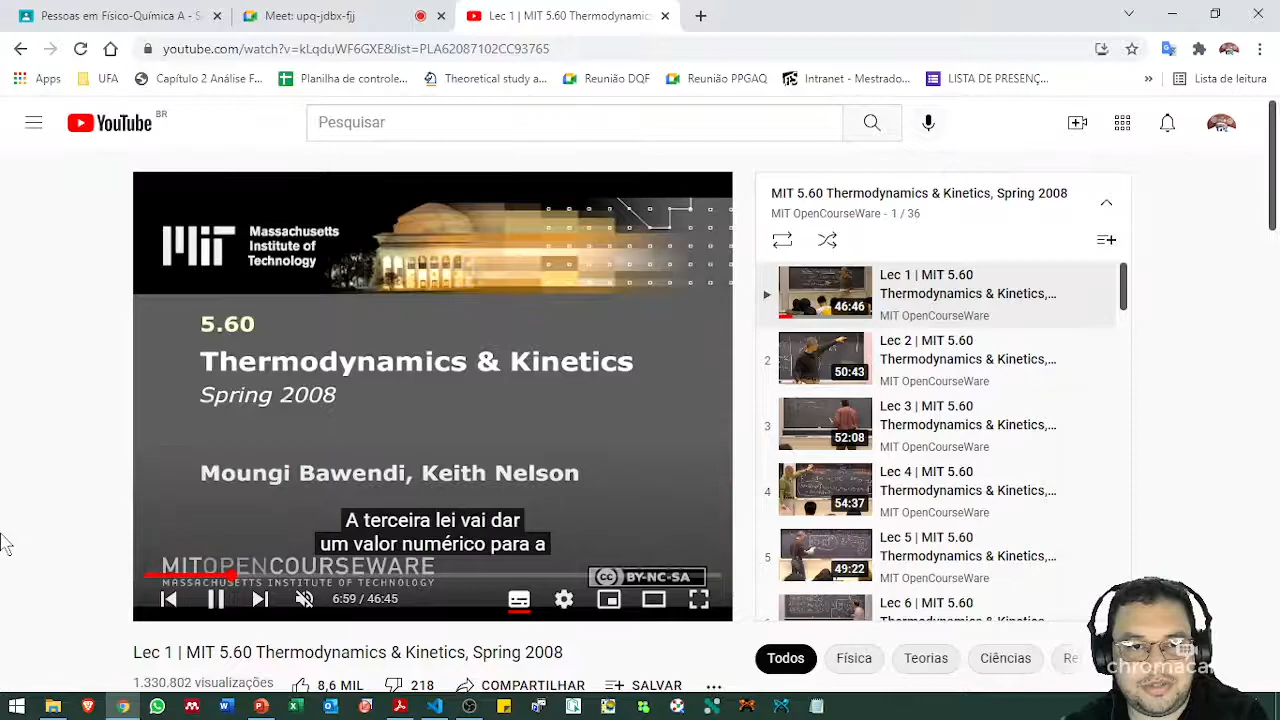 Pessoas em Físico-Química A - S
Meet: upq-jdbx-fjj
Lec 1 | MIT 5.60 Thermodynamic
youtube.com/watch?v=kLqduWF6GXE&list=PLA62087102CC93765
Apps
UFA
Capítulo 2 Análise F...
Planilha de controle...
Theoretical study a...
Reunião DQF
Reunião PPGAQ
Intranet - Mestrado...
LISTA DE PRESENÇ...
»
Lista de leitura
YouTube BR
Pesquisar
MIT
Massachusetts
Institute of
Technology
5.60
Thermodynamics & Kinetics
Spring 2008
Moungi Bawendi, Keith Nelson
A terceira lei vai dar
um valor numérico para a
MITOPENCOURSEWARE
MASSACHUSETTS INSTITUTE OF TECHNOLOGY
cc BY-NC-SA
6:59 / 46:45
Lec 1 | MIT 5.60 Thermodynamics & Kinetics, Spring 2008
1.330.802 visualizações
8,6 MIL
218
COMPARTILHAR
SALVAR
...
MIT 5.60 Thermodynamics & Kinetics, Spring 2008
MIT OpenCourseWare - 1 / 36
46:46
Lec 1 | MIT 5.60
Thermodynamics & Kinetics,...
MIT OpenCourseWare
2
50:43
Lec 2 | MIT 5.60
Thermodynamics & Kinetics,...
MIT OpenCourseWare
3
52:08
Lec 3 | MIT 5.60
Thermodynamics & Kinetics,...
MIT OpenCourseWare
4
54:37
Lec 4 | MIT 5.60
Thermodynamics & Kinetics,...
MIT OpenCourseWare
5
49:22
Lec 5 | MIT 5.60
Thermodynamics & Kinetics,...
MIT OpenCourseWare
Lec 6 | MIT 5.60
Thermodynamics & Kinetics,...
Todos
Física
Teorias
Ciências
Re
chromacam